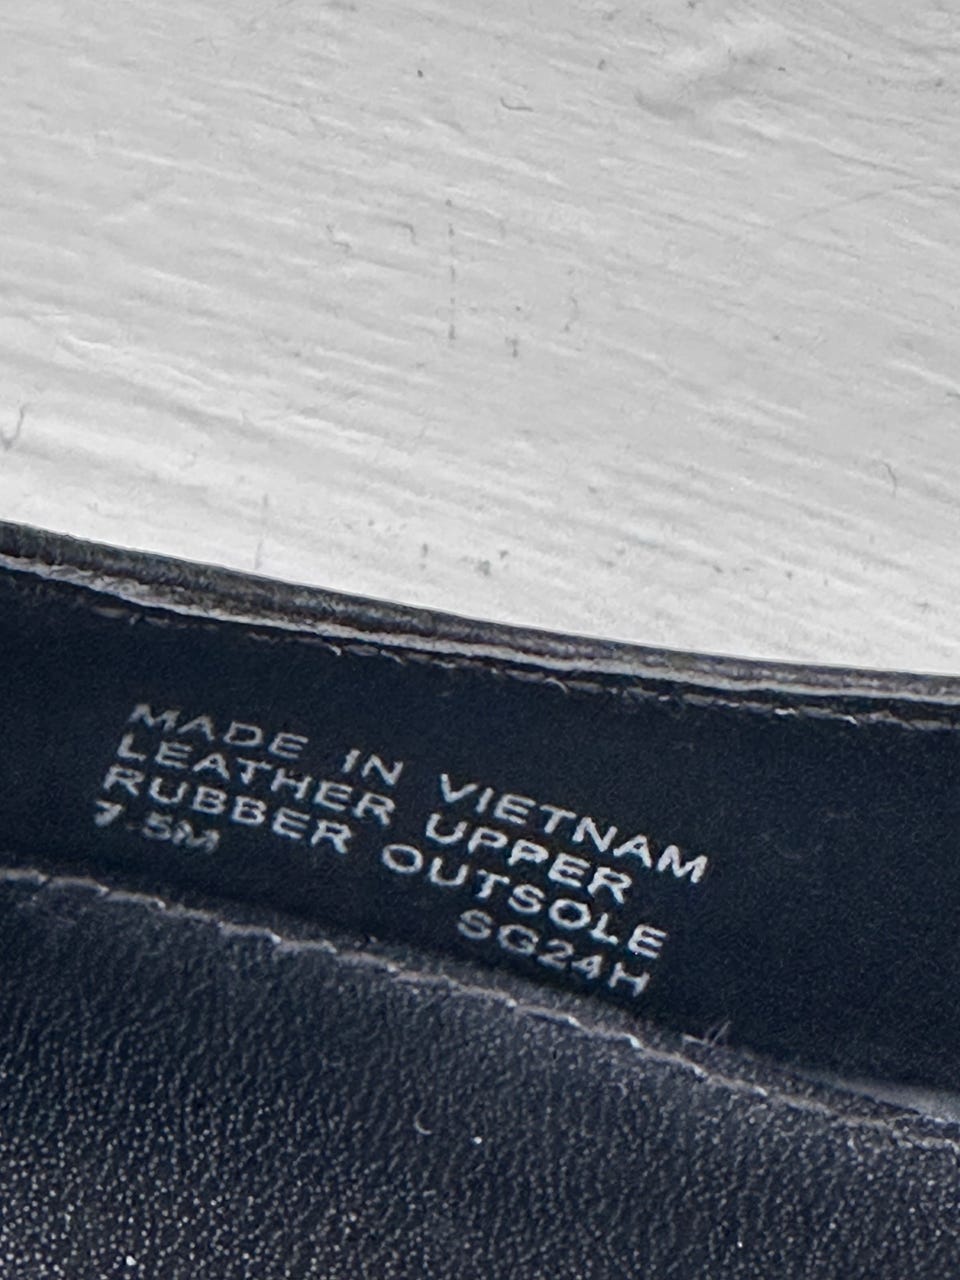 MADE IN VIETNAM
LEATHER UPPER
RUBBER OUTSOLE
7.5M SG24H